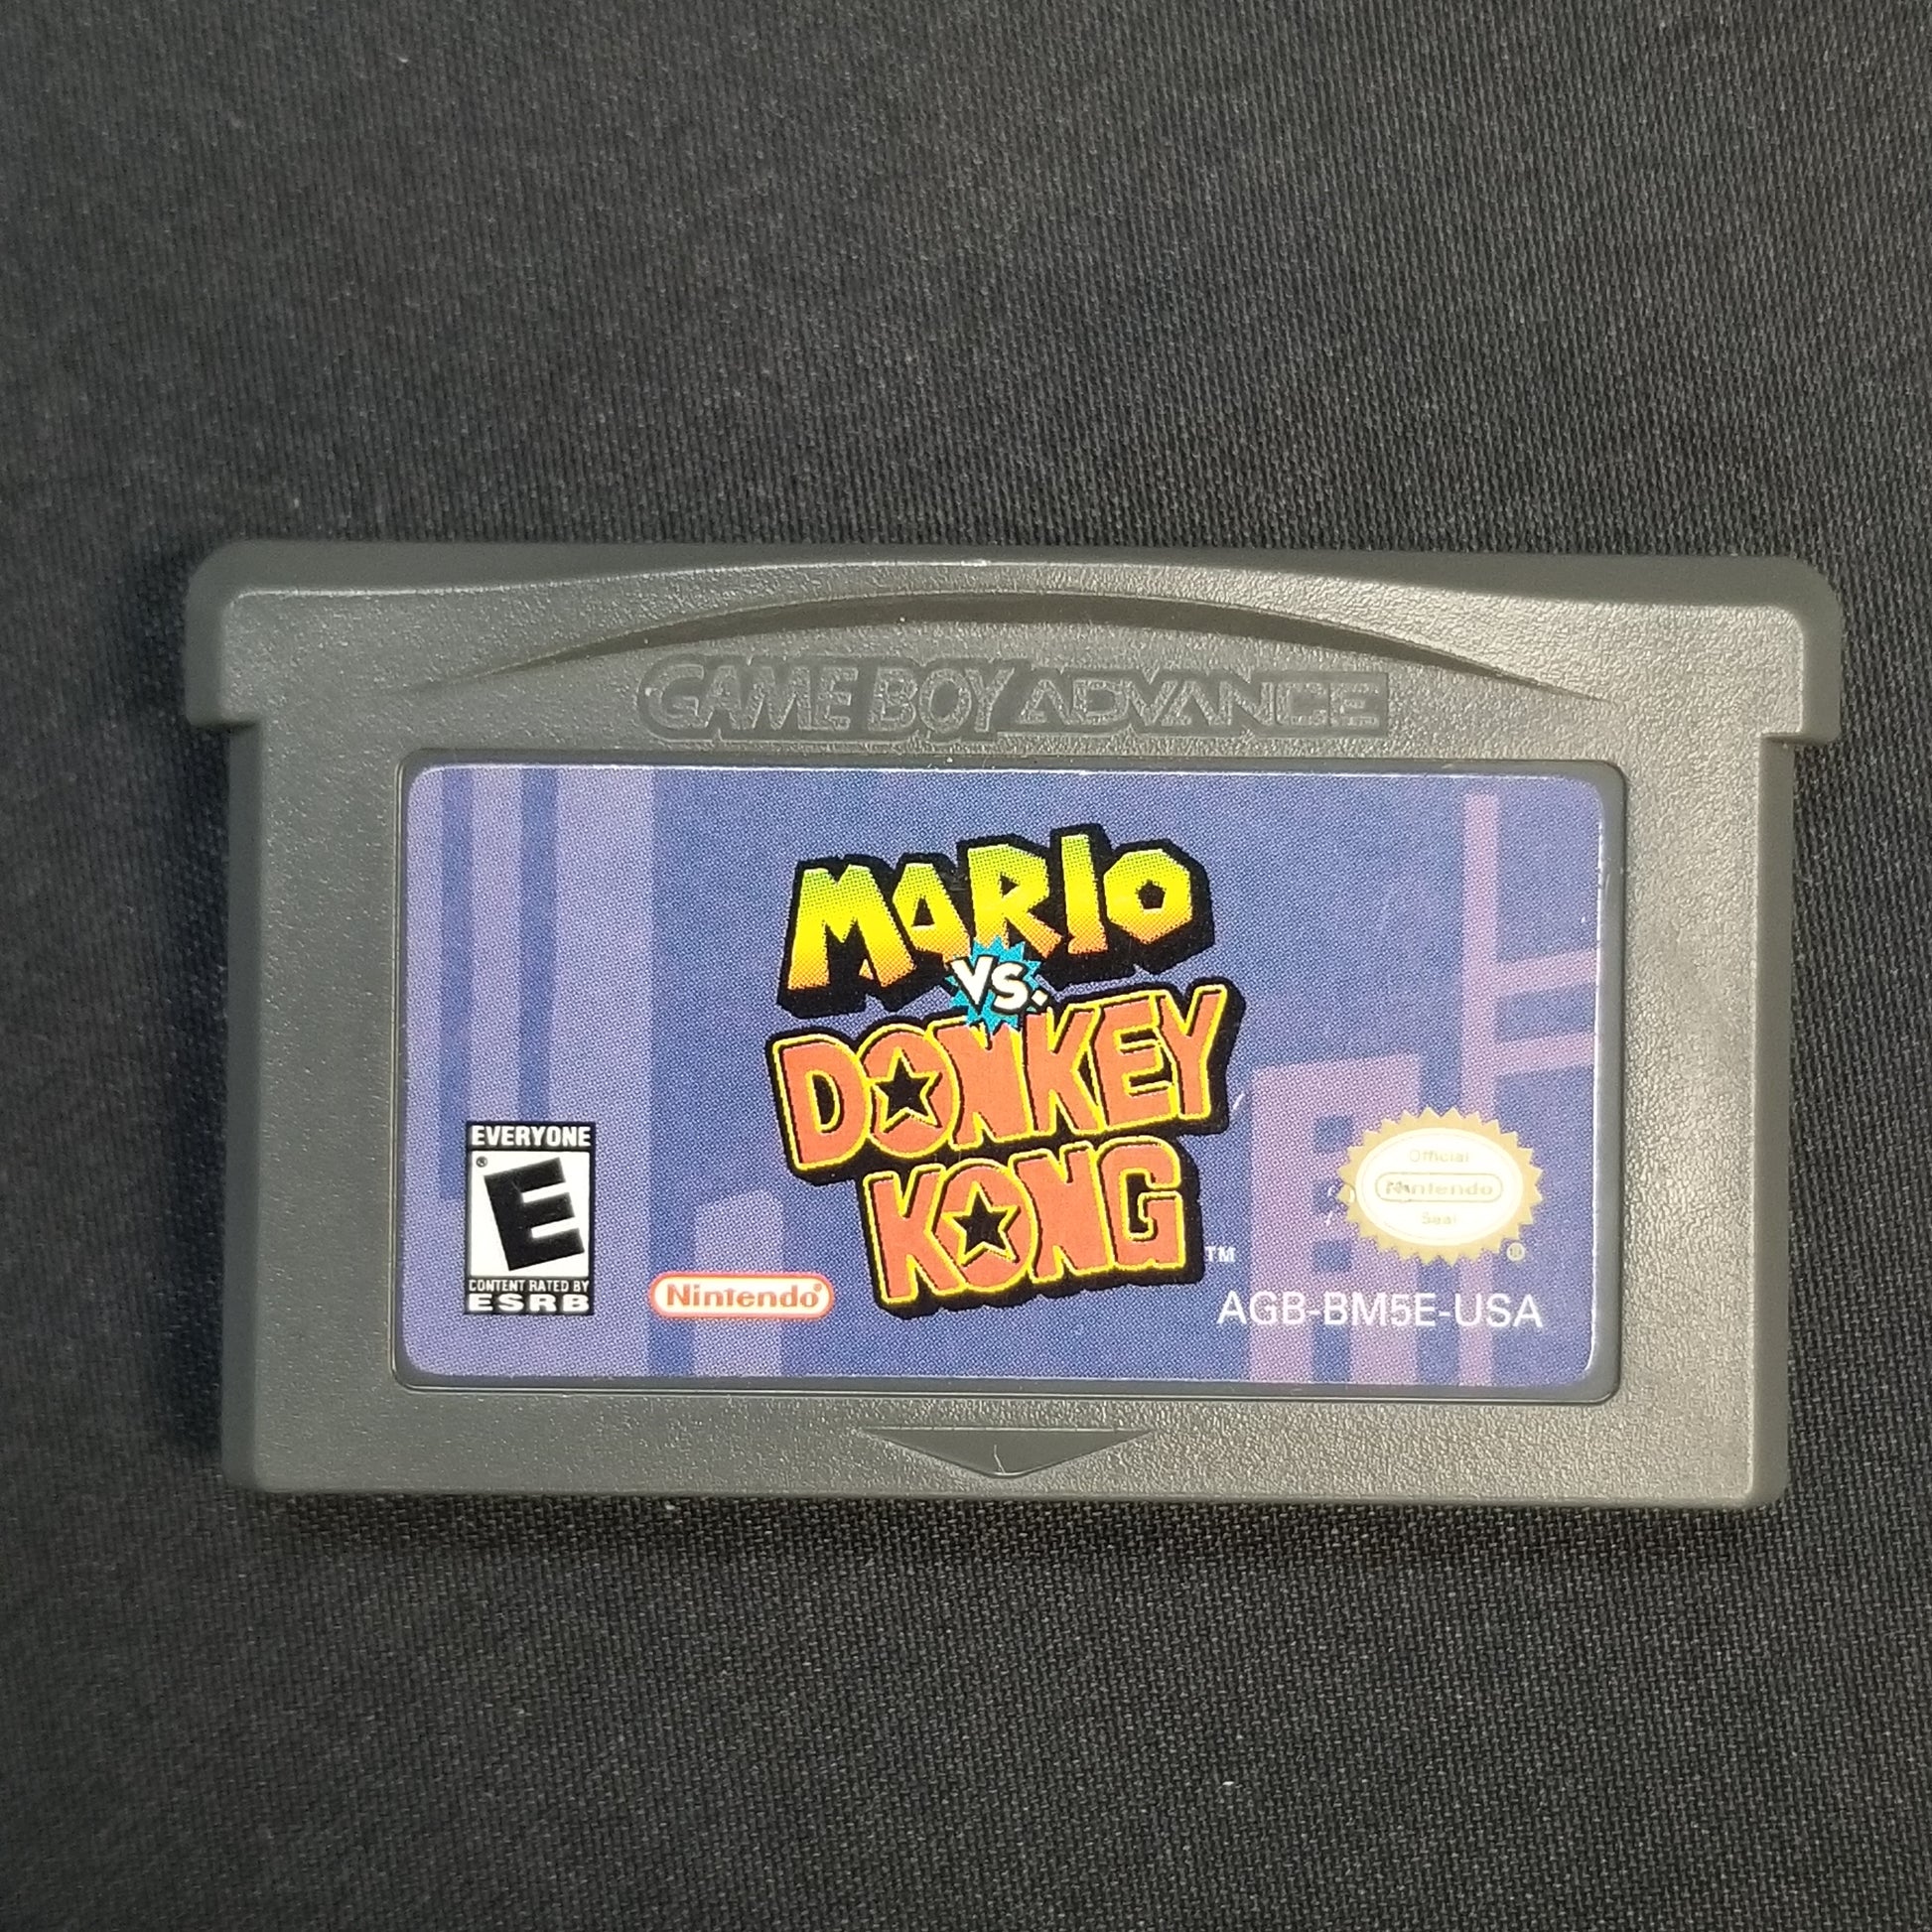 GAME BOY ADVANCE
MARIO
VS.
DONKEY
KONG
TM
EVERYONE
®
E
CONTENT RATED BY
ESRB
Nintendo®
Official
Nintendo
Seal
®
AGB-BM5E-USA